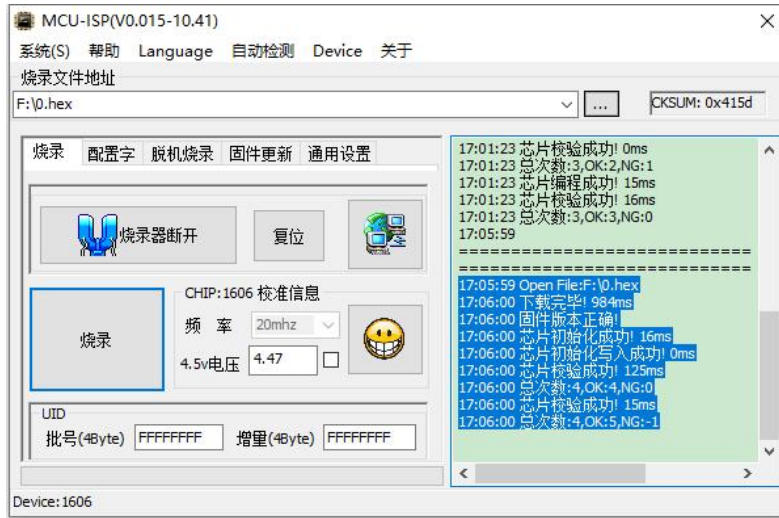 MCU-ISP(V0.015-10.41)
系统(S) 帮助 Language 自动检测 Device 关于
烧录文件地址
F:\0.hex ... CKSUM: 0x415d
烧录 配置字 脱机烧录 固件更新 通用设置
烧录器断开 复位
烧录
CHIP:1606 校准信息
频 率 20mhz
4.5v电压 4.47
UID
批号(4Byte) FFFFFFFF 增量(4Byte) FFFFFFFF
17:01:23 芯片校验成功! 0ms
17:01:23 总次数:3,OK:2,NG:1
17:01:23 芯片编程成功! 15ms
17:01:23 芯片校验成功! 16ms
17:01:23 总次数:3,OK:3,NG:0
17:05:59
==============================
==============================
17:05:59 Open File:F:\0.hex
17:06:00 下载完毕! 984ms
17:06:00 固件版本正确!
17:06:00 芯片初始化成功! 16ms
17:06:00 芯片初始化写入成功! 0ms
17:06:00 芯片校验成功! 125ms
17:06:00 总次数:4,OK:4,NG:0
17:06:00 芯片校验成功! 15ms
17:06:00 总次数:4,OK:5,NG:-1
Device:1606